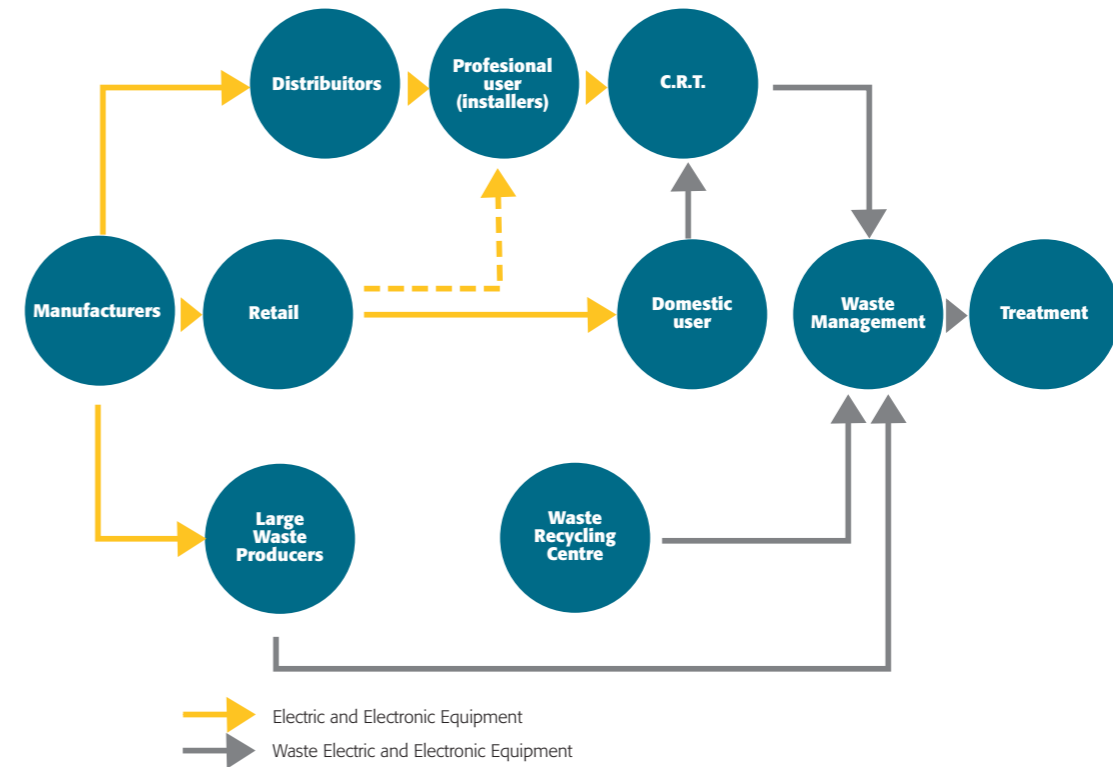 Distribuitors
Profesional
user
(installers)
C.R.T.
Manufacturers
Retail
Domestic
user
Waste
Management
Treatment
Large
Waste
Producers
Waste
Recycling
Centre
Electric and Electronic Equipment
Waste Electric and Electronic Equipment